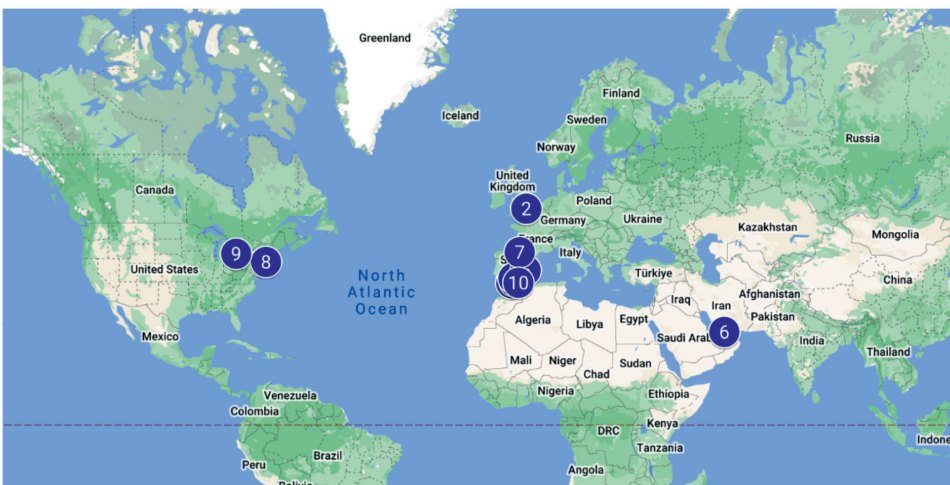 Greenland
Iceland
Finland
Sweden
Norway
Russia
United
Kingdom
Canada
Poland
2
Germany
Ukraine
Kazakhstan
Mongolia
France
7
Italy
9
8
United States
North
Atlantic
Ocean
10
Türkiye
China
Iraq
Iran
Afghanistan
Pakistan
Algeria
Libya
Egypt
Saudi Arab
6
India
Mexico
Mali
Niger
Chad
Sudan
Thailand
Nigeria
Ethiopia
Venezuela
Colombia
DRC
Kenya
Tanzania
Indone
Brazil
Peru
Angola
Bolivia